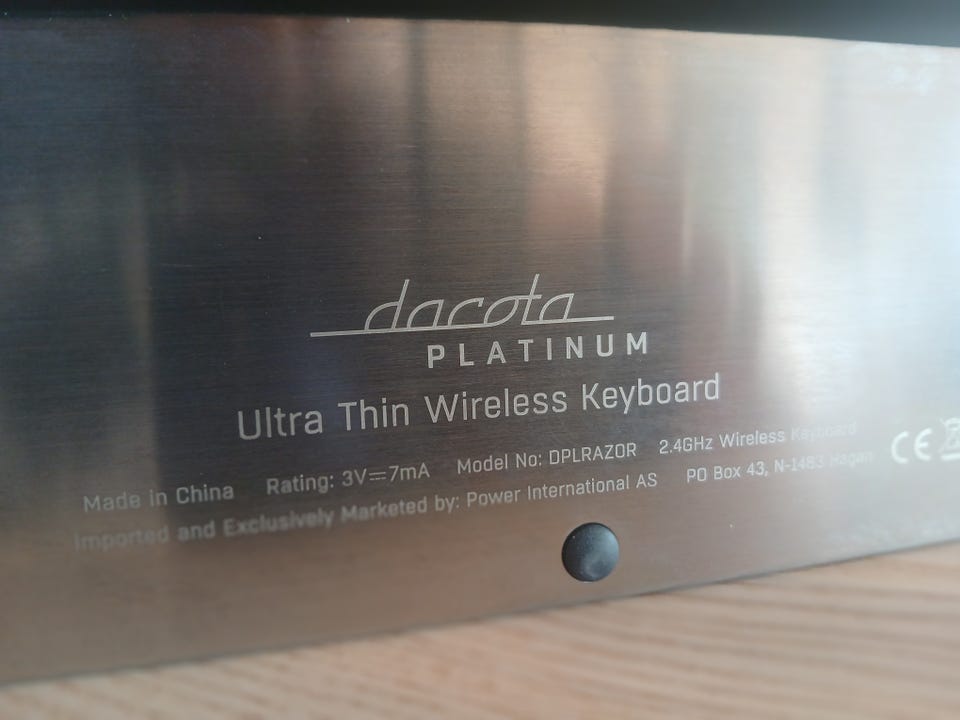 dacota
PLATINUM
Ultra Thin Wireless Keyboard
Made in China Rating: 3V⎓7mA Model No: DPLRAZOR 2.4GHz Wireless Keyboard
Imported and Exclusively Marketed by: Power International AS PO Box 43, N-1483 Hagan
CE